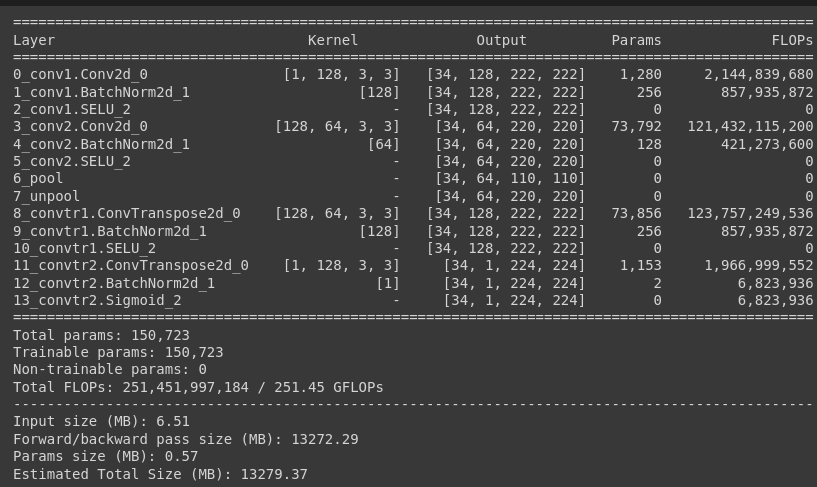 ===============================================================================================
Layer Kernel Output Params FLOPs
===============================================================================================
0_conv1.Conv2d_0 [1, 128, 3, 3] [34, 128, 222, 222] 1,280 2,144,839,680
1_conv1.BatchNorm2d_1 [128] [34, 128, 222, 222] 256 857,935,872
2_conv1.SELU_2 - [34, 128, 222, 222] 0 0
3_conv2.Conv2d_0 [128, 64, 3, 3] [34, 64, 220, 220] 73,792 121,432,115,200
4_conv2.BatchNorm2d_1 [64] [34, 64, 220, 220] 128 421,273,600
5_conv2.SELU_2 - [34, 64, 220, 220] 0 0
6_pool - [34, 64, 110, 110] 0 0
7_unpool - [34, 64, 220, 220] 0 0
8_convtr1.ConvTranspose2d_0 [128, 64, 3, 3] [34, 128, 222, 222] 73,856 123,757,249,536
9_convtr1.BatchNorm2d_1 [128] [34, 128, 222, 222] 256 857,935,872
10_convtr1.SELU_2 - [34, 128, 222, 222] 0 0
11_convtr2.ConvTranspose2d_0 [1, 128, 3, 3] [34, 1, 224, 224] 1,153 1,966,999,552
12_convtr2.BatchNorm2d_1 [1] [34, 1, 224, 224] 2 6,823,936
13_convtr2.Sigmoid_2 - [34, 1, 224, 224] 0 6,823,936
===============================================================================================
Total params: 150,723
Trainable params: 150,723
Non-trainable params: 0
Total FLOPs: 251,451,997,184 / 251.45 GFLOPs
-----------------------------------------------------------------------------------------------
Input size (MB): 6.51
Forward/backward pass size (MB): 13272.29
Params size (MB): 0.57
Estimated Total Size (MB): 13279.37